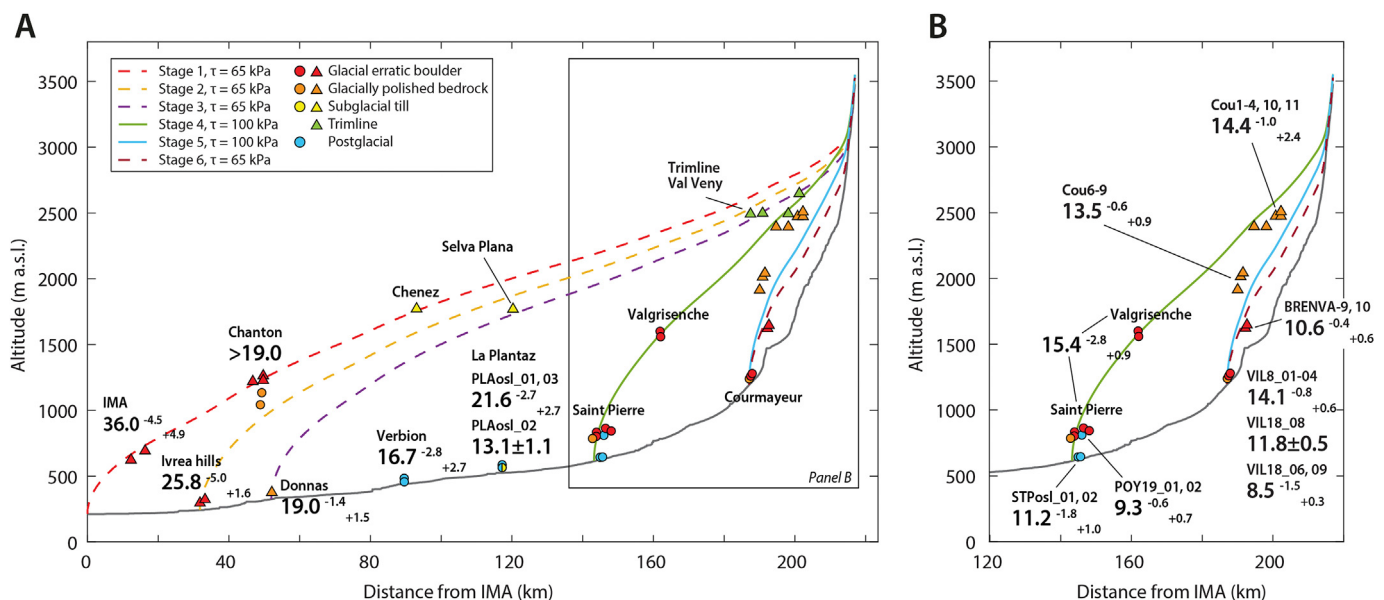 A
B
Altitude (m a.s.l.)
3500
3000
2500
2000
1500
1000
500
0
Stage 1, τ = 65 kPa
Stage 2, τ = 65 kPa
Stage 3, τ = 65 kPa
Stage 4, τ = 100 kPa
Stage 5, τ = 100 kPa
Stage 6, τ = 65 kPa
Glacial erratic boulder
Glacially polished bedrock
Subglacial till
Trimline
Postglacial
Trimline
Val Veny
Selva Plana
Chenez
Chanton
>19.0
IMA
36.0 -4.5 +4.9
Ivrea hills
25.8 -5.0 +1.6
Donnas
19.0 -1.4 +1.5
Verbion
16.7 -2.8 +2.7
La Plantaz
PLAosl_01, 03
21.6 -2.7 +2.7
PLAosl_02
13.1±1.1
Valgrisenche
Saint Pierre
Courmayeur
Panel B
0 40 80 120 160 200
Distance from IMA (km)
Altitude (m a.s.l.)
3500
3000
2500
2000
1500
1000
500
0
Cou1-4, 10, 11
14.4 -1.0 +2.4
Cou6-9
13.5 -0.6 +0.9
BRENVA-9, 10
10.6 -0.4 +0.6
Valgrisenche
15.4 -2.8 +0.9
Saint Pierre
VIL8_01-04
14.1 -0.8 +0.6
VIL18_08
11.8±0.5
VIL18_06, 09
8.5 -1.5 +0.3
STPosl_01, 02
11.2 -1.8 +1.0
POY19_01, 02
9.3 -0.6 +0.7
120 160 200
Distance from IMA (km)